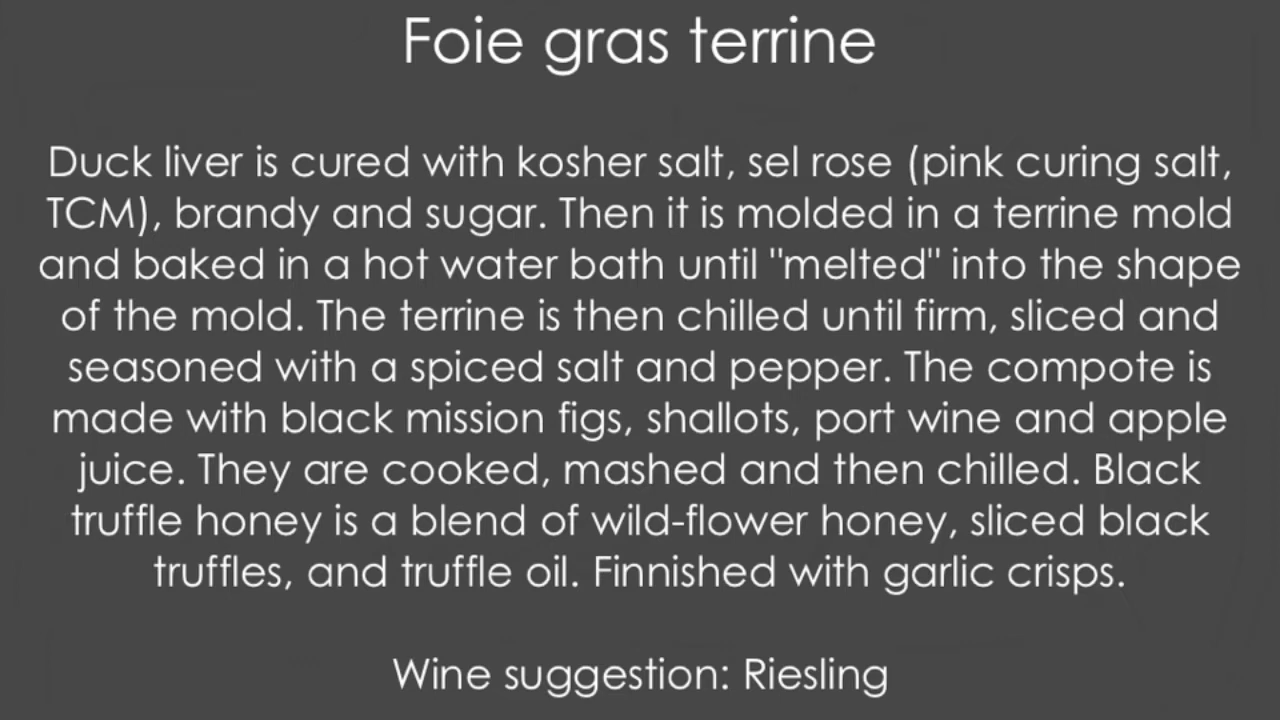 Foie gras terrine
Duck liver is cured with kosher salt, sel rose (pink curing salt,
TCM), brandy and sugar. Then it is molded in a terrine mold
and baked in a hot water bath until "melted" into the shape
of the mold. The terrine is then chilled until firm, sliced and
seasoned with a spiced salt and pepper. The compote is
made with black mission figs, shallots, port wine and apple
juice. They are cooked, mashed and then chilled. Black
truffle honey is a blend of wild-flower honey, sliced black
truffles, and truffle oil. Finnished with garlic crisps.
Wine suggestion: Riesling